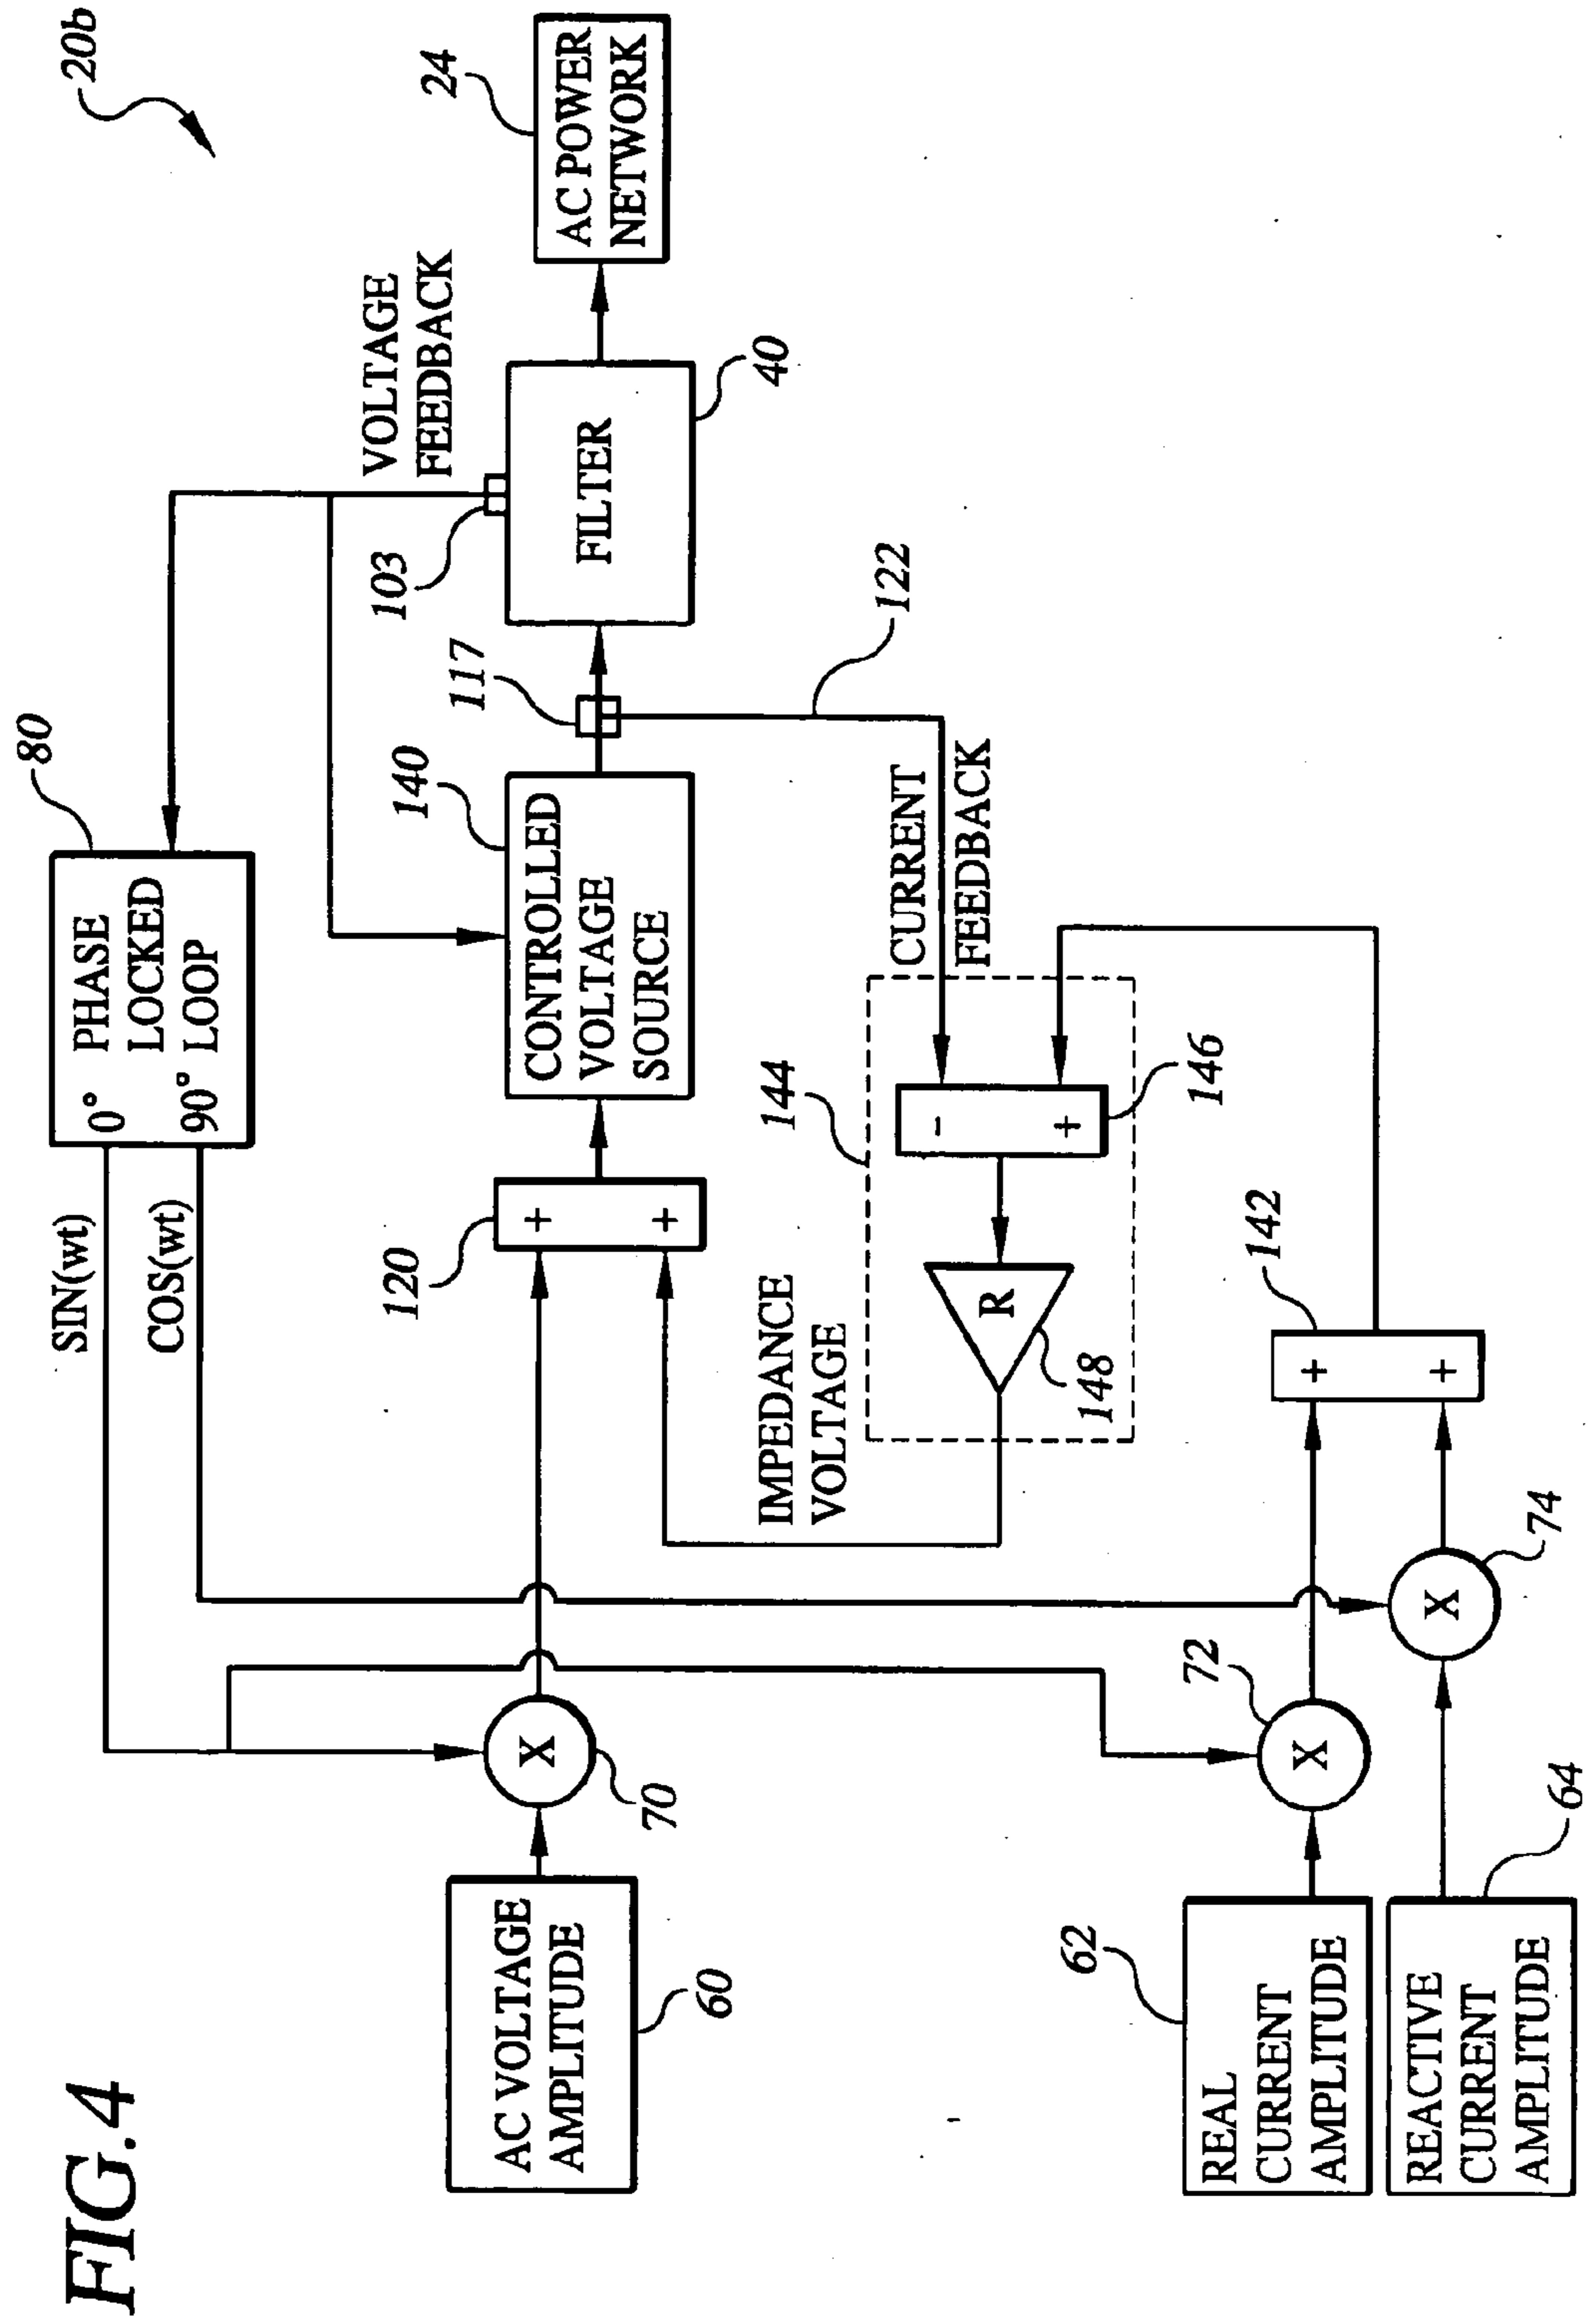 FIG.4
20b
80
0° PHASE
LOCKED
90° LOOP
SIN(wt)
COS(wt)
VOLTAGE
FEEDBACK
24
AC POWER
NETWORK
103
FILTER
40
117
140
CONTROLLED
VOLTAGE
SOURCE
120
+
+
AC VOLTAGE
AMPLITUDE
60
X
70
122
CURRENT
FEEDBACK
IMPEDANCE
VOLTAGE
144
-
+
146
R
148
142
+
+
62
REAL
CURRENT
AMPLITUDE
X
72
REACTIVE
CURRENT
AMPLITUDE
64
X
74